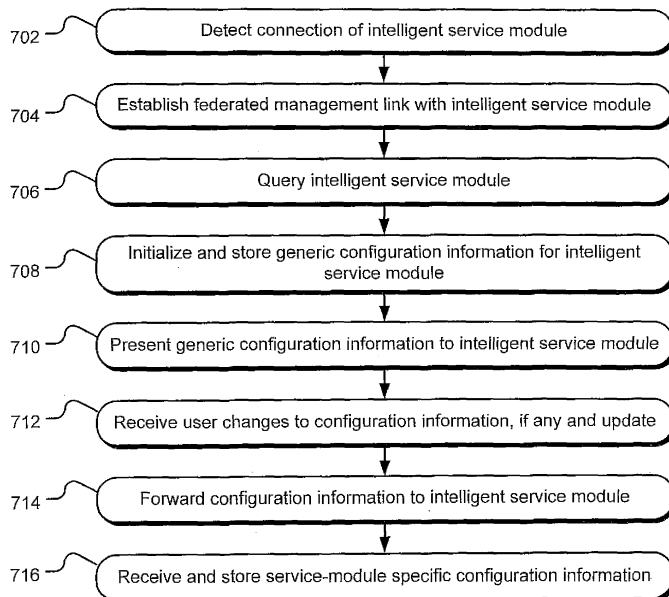 702
Detect connection of intelligent service module
704
Establish federated management link with intelligent service module
706
Query intelligent service module
708
Initialize and store generic configuration information for intelligent
service module
710
Present generic configuration information to intelligent service module
712
Receive user changes to configuration information, if any and update
714
Forward configuration information to intelligent service module
716
Receive and store service-module specific configuration information